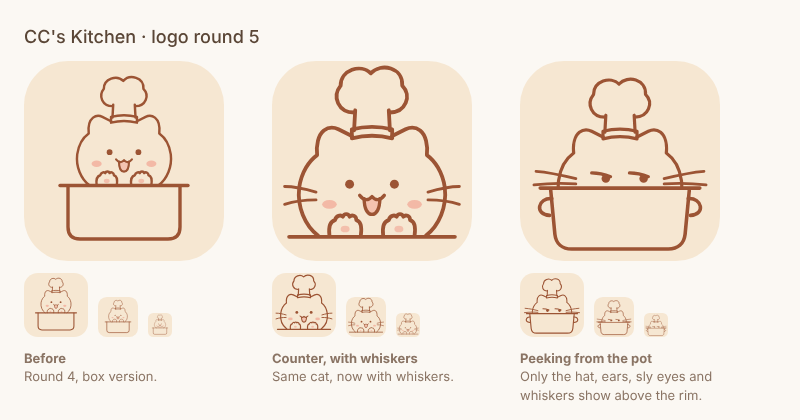 CC's Kitchen · logo round 5
Before
Round 4, box version.
Counter, with whiskers
Same cat, now with whiskers.
Peeking from the pot
Only the hat, ears, sly eyes and
whiskers show above the rim.